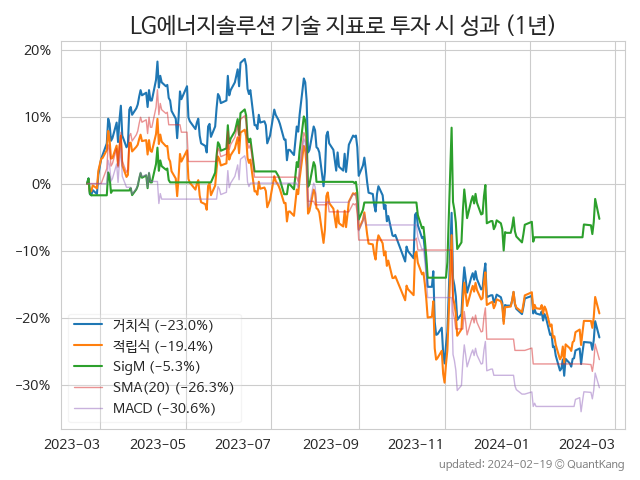 LG에너지솔루션 기술 지표로 투자 시 성과 (1년)
20%
10%
0%
−10%
−20%
−30%
거치식 (−23.0%)
적립식 (−19.4%)
SigM (−5.3%)
SMA(20) (−26.3%)
MACD (−30.6%)
2023-03 2023-05 2023-07 2023-09 2023-11 2024-01 2024-03
updated: 2024-02-19 © QuantKang